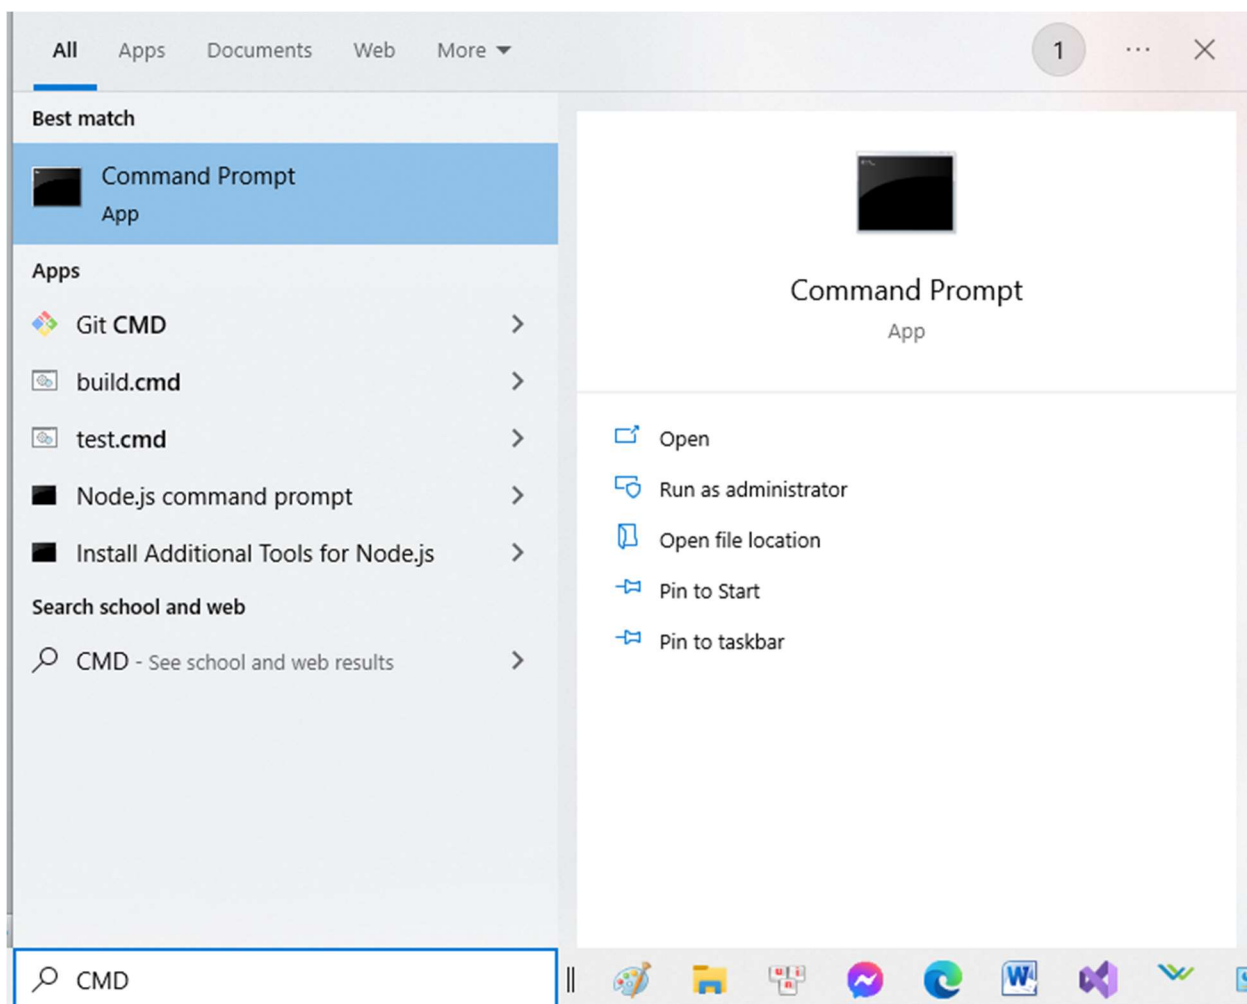 All Apps Documents Web More 1 ...
Best match
Command Prompt
App
Apps
Git CMD
build.cmd
test.cmd
Node.js command prompt
Install Additional Tools for Node.js
Search school and web
CMD - See school and web results
Command Prompt
App
Open
Run as administrator
Open file location
Pin to Start
Pin to taskbar
CMD